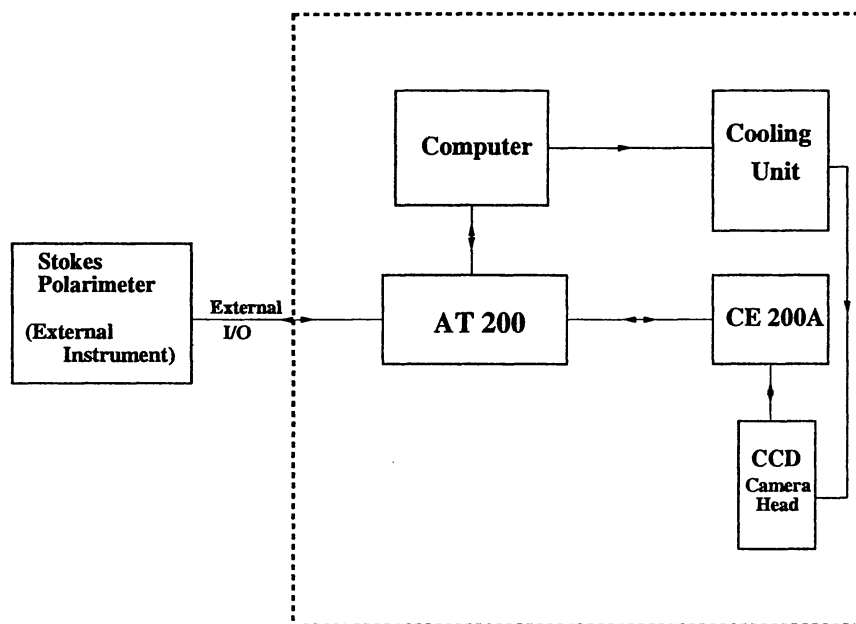 Computer
Cooling
Unit
Stokes
Polarimeter
(External
Instrument)
External
I/O
AT 200
CE 200A
CCD
Camera
Head